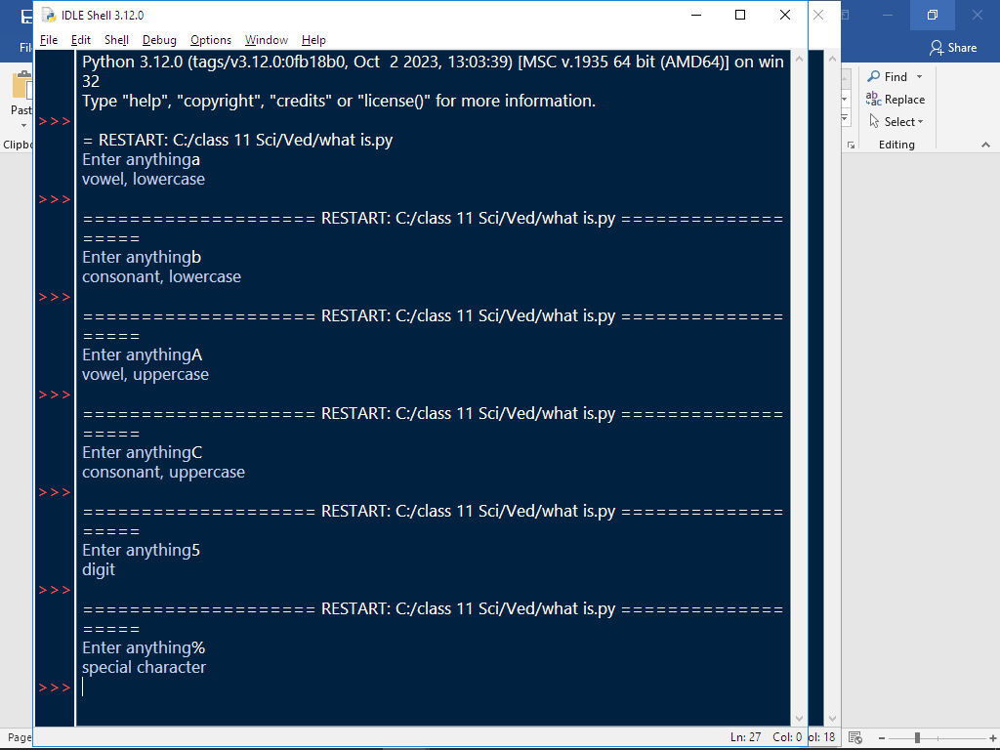 IDLE Shell 3.12.0
File Edit Shell Debug Options Window Help
Python 3.12.0 (tags/v3.12.0:0fb18b0, Oct  2 2023, 13:03:39) [MSC v.1935 64 bit (AMD64)] on win
32
Type "help", "copyright", "credits" or "license()" for more information.
>>>
= RESTART: C:/class 11 Sci/Ved/what is.py
Enter anythinga
vowel, lowercase
>>>
==================== RESTART: C:/class 11 Sci/Ved/what is.py ==============
=====
Enter anythingb
consonant, lowercase
>>>
==================== RESTART: C:/class 11 Sci/Ved/what is.py ==============
=====
Enter anythingA
vowel, uppercase
>>>
==================== RESTART: C:/class 11 Sci/Ved/what is.py ==============
=====
Enter anythingC
consonant, uppercase
>>>
==================== RESTART: C:/class 11 Sci/Ved/what is.py ==============
=====
Enter anything5
digit
>>>
==================== RESTART: C:/class 11 Sci/Ved/what is.py ==============
=====
Enter anything%
special character
>>>
Ln: 27 Col: 0
ol: 18
Fil
Past
Clipbo
Page
Share
Find
Replace
Select
Editing